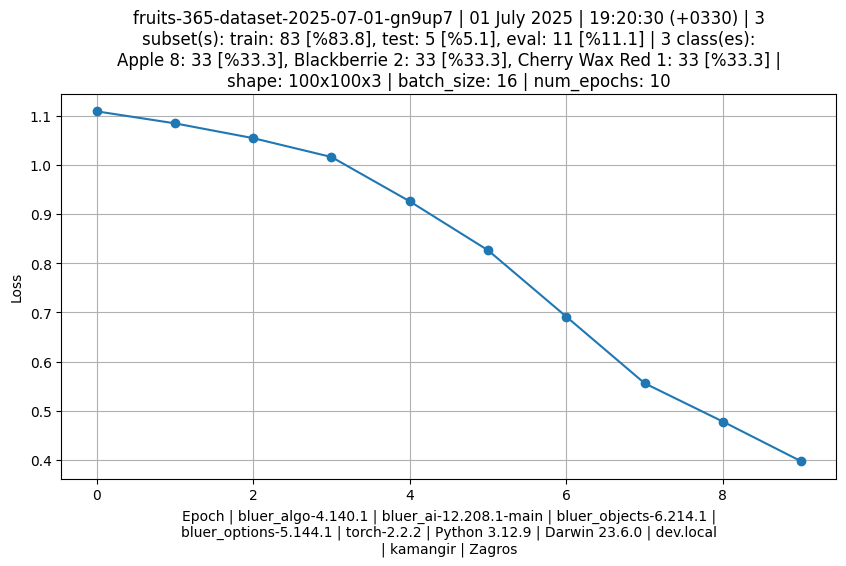 fruits-365-dataset-2025-07-01-gn9up7 | 01 July 2025 | 19:20:30 (+0330) | 3
subset(s): train: 83 [%83.8], test: 5 [%5.1], eval: 11 [%11.1] | 3 class(es):
Apple 8: 33 [%33.3], Blackberrie 2: 33 [%33.3], Cherry Wax Red 1: 33 [%33.3] |
shape: 100x100x3 | batch_size: 16 | num_epochs: 10
1.1
1.0
0.9
0.8
0.7
0.6
0.5
0.4
Loss
0 2 4 6 8
Epoch | bluer_algo-4.140.1 | bluer_ai-12.208.1-main | bluer_objects-6.214.1 |
bluer_options-5.144.1 | torch-2.2.2 | Python 3.12.9 | Darwin 23.6.0 | dev.local
| kamangir | Zagros